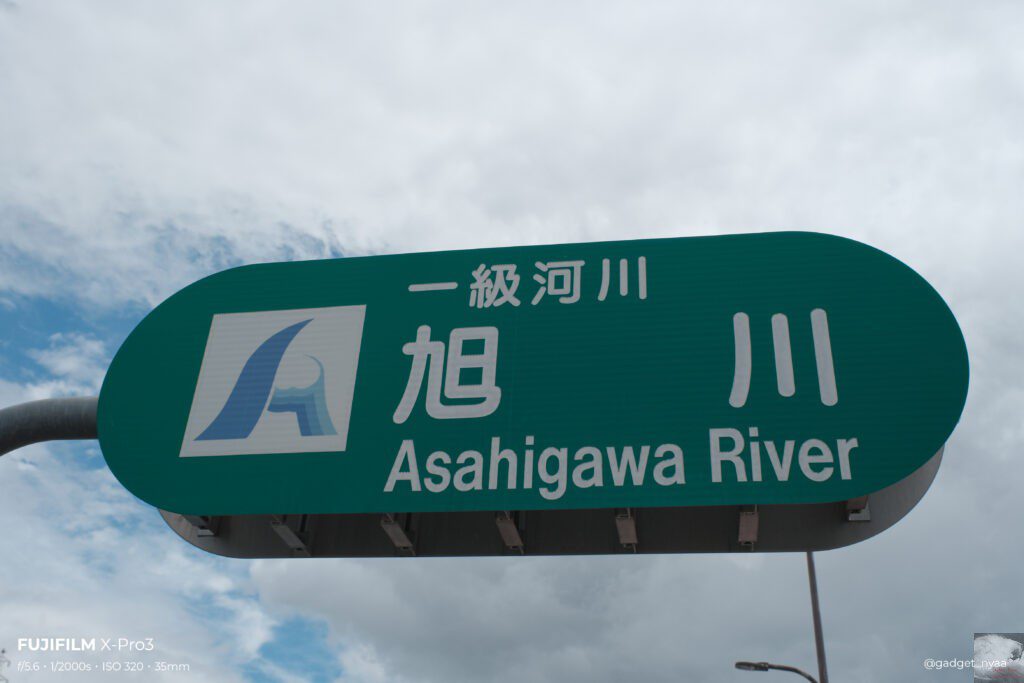 一級河川
旭川
Asahigawa River
FUJIFILM X-Pro3
f/5.6・1/2000s・ISO 320・35mm
@gadget_nyaa